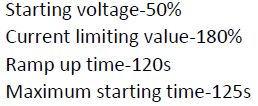 Starting voltage-50%
Current limiting value-180%
Ramp up time-120s
Maximum starting time-125s